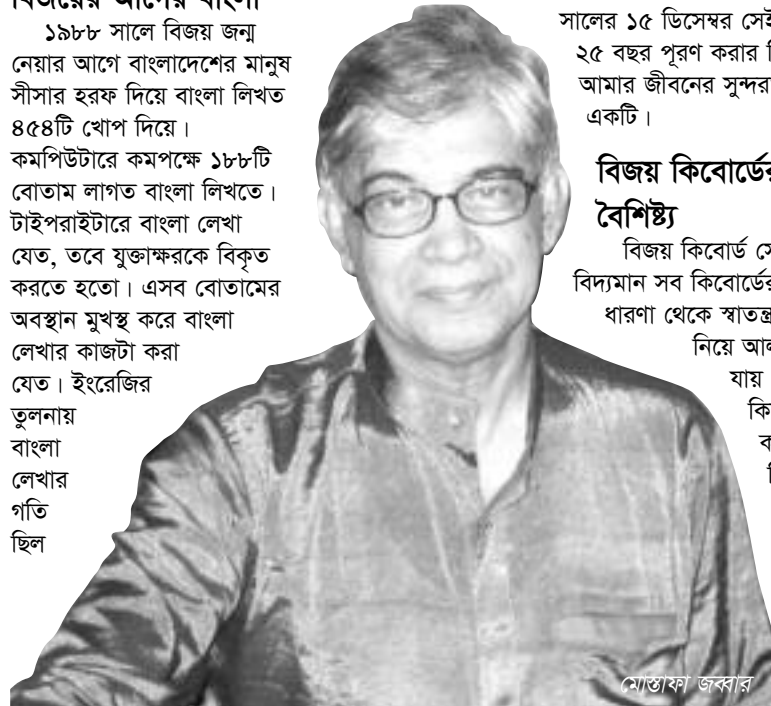 বিজয়ের আগের বাংলা
১৯৮৮ সালে বিজয় জন্ম
নেয়ার আগে বাংলাদেশের মানুষ
সীসার হরফ দিয়ে বাংলা লিখত
৪৫৪টি খোপ দিয়ে।
কমপিউটারে কমপক্ষে ১৮৮টি
বোতাম লাগত বাংলা লিখতে।
টাইপরাইটারে বাংলা লেখা
যেত, তবে যুক্তাক্ষরকে বিকৃত
করতে হতো। এসব বোতামের
অবস্থান মুখস্থ করে বাংলা
লেখার কাজটা করা
যেত। ইংরেজির
তুলনায়
বাংলা
লেখার
গতি
ছিল
সালের ১৫ ডিসেম্বর সেই
২৫ বছর পূরণ করার
আমার জীবনের সুন্দর
একটি।
বিজয় কিবোর্ডের
বৈশিষ্ট্য
বিজয় কিবোর্ড
বিদ্যমান সব কিবোর্ডের
ধারণা থেকে
নিয়ে
যায়
মোস্তাফা জব্বার